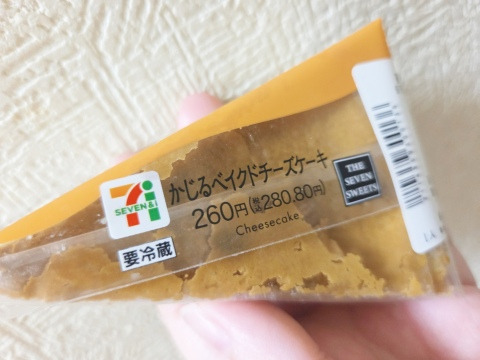 かじるベイクドチーズケーキ
260円(税込280.80円)
Cheesecake
7i
SEVEN&i
要冷蔵
THE
SEVEN
SWEETS